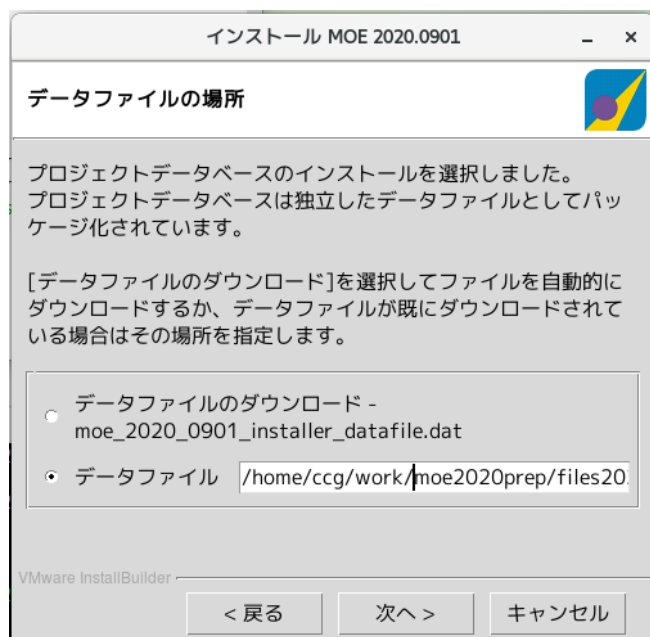 インストール MOE 2020.0901
データファイルの場所
プロジェクトデータベースのインストールを選択しました。
プロジェクトデータベースは独立したデータファイルとしてパッ
ケージ化されています。
[データファイルのダウンロード]を選択してファイルを自動的に
ダウンロードするか、データファイルが既にダウンロードされて
いる場合はその場所を指定します。
データファイルのダウンロード -
moe_2020_0901_installer_datafile.dat
データファイル /home/ccg/work/moe2020prep/files20
VMware InstallBuilder
< 戻る 次へ > キャンセル